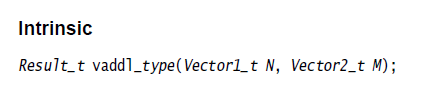 Intrinsic
Result_t vaddl_type(Vector1_t N, Vector2_t M);